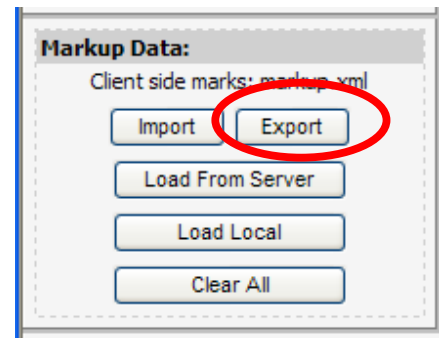 Markup Data:
Client side marks: markup.xml
Import Export
Load From Server
Load Local
Clear All